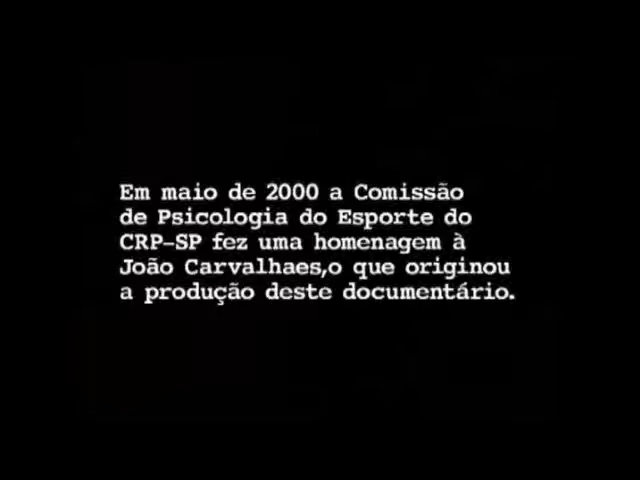 Em maio de 2000 a Comissão
de Psicologia do Esporte do
CRP-SP fez uma homenagem à
João Carvalhaes,o que originou
a produção deste documentário.